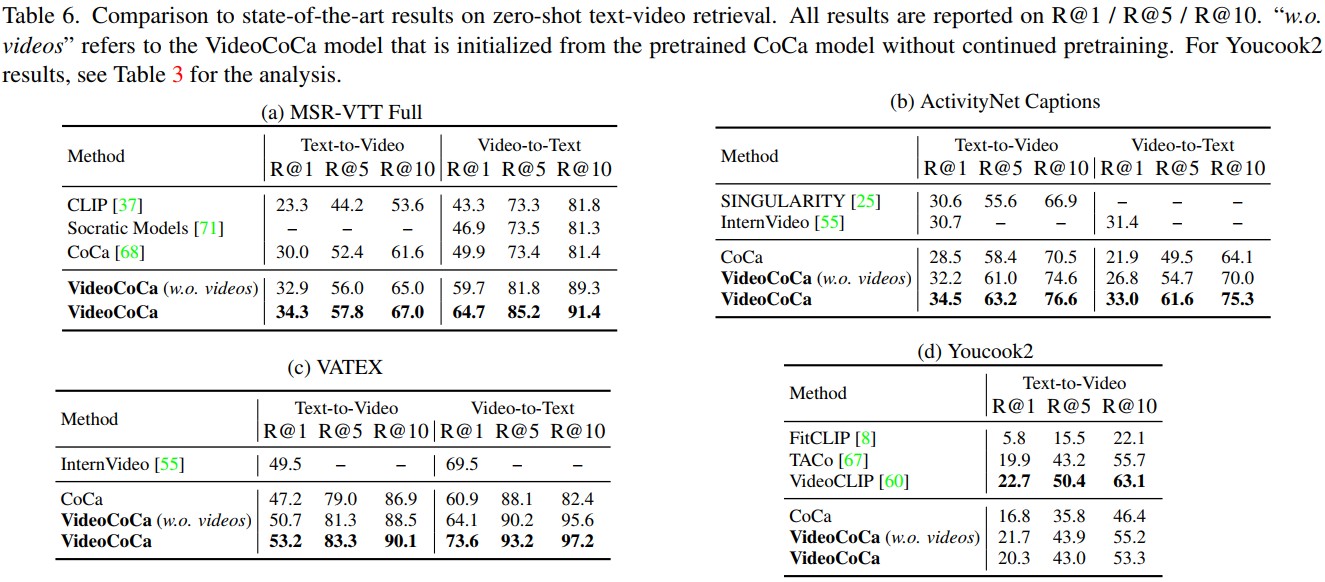 Table 6. Comparison to state-of-the-art results on zero-shot text-video retrieval. All results are reported on R@1 / R@5 / R@10. “w.o.
videos” refers to the VideoCoCa model that is initialized from the pretrained CoCa model without continued pretraining. For Youcook2
results, see Table 3 for the analysis.
(a) MSR-VTT Full
Method Text-to-Video Video-to-Text
R@1 R@5 R@10 R@1 R@5 R@10
CLIP [37] 23.3 44.2 53.6 43.3 73.3 81.8
Socratic Models [71] – – – 46.9 73.5 81.3
CoCa [68] 30.0 52.4 61.6 49.9 73.4 81.4
VideoCoCa (w.o. videos) 32.9 56.0 65.0 59.7 81.8 89.3
VideoCoCa 34.3 57.8 67.0 64.7 85.2 91.4
(b) ActivityNet Captions
Method Text-to-Video Video-to-Text
R@1 R@5 R@10 R@1 R@5 R@10
SINGULARITY [25] 30.6 55.6 66.9 – – –
InternVideo [55] 30.7 – – 31.4 – –
CoCa 28.5 58.4 70.5 21.9 49.5 64.1
VideoCoCa (w.o. videos) 32.2 61.0 74.6 26.8 54.7 70.0
VideoCoCa 34.5 63.2 76.6 33.0 61.6 75.3
(c) VATEX
Method Text-to-Video Video-to-Text
R@1 R@5 R@10 R@1 R@5 R@10
InternVideo [55] 49.5 – – 69.5 – –
CoCa 47.2 79.0 86.9 60.9 88.1 82.4
VideoCoCa (w.o. videos) 50.7 81.3 88.5 64.1 90.2 95.6
VideoCoCa 53.2 83.3 90.1 73.6 93.2 97.2
(d) Youcook2
Method Text-to-Video
R@1 R@5 R@10
FitCLIP [8] 5.8 15.5 22.1
TACo [67] 19.9 43.2 55.7
VideoCLIP [60] 22.7 50.4 63.1
CoCa 16.8 35.8 46.4
VideoCoCa (w.o. videos) 21.7 43.9 55.2
VideoCoCa 20.3 43.0 53.3